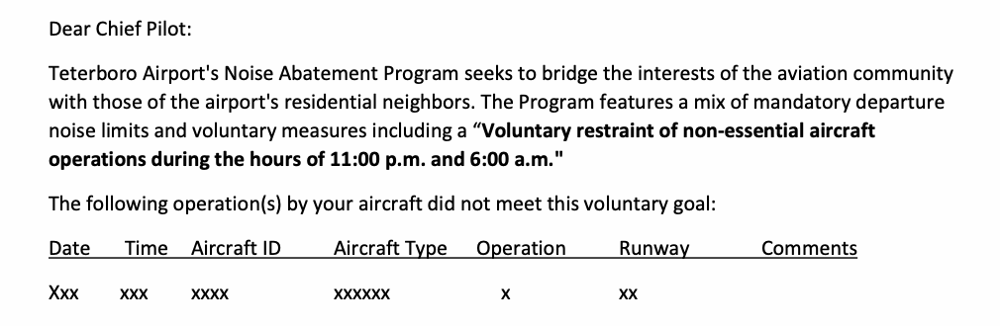 Dear Chief Pilot:
Teterboro Airport's Noise Abatement Program seeks to bridge the interests of the aviation community
with those of the airport's residential neighbors. The Program features a mix of mandatory departure
noise limits and voluntary measures including a “Voluntary restraint of non-essential aircraft
operations during the hours of 11:00 p.m. and 6:00 a.m."
The following operation(s) by your aircraft did not meet this voluntary goal:
Date Time Aircraft ID Aircraft Type Operation Runway Comments
Xxx xxx xxxx xxxxxx x xx